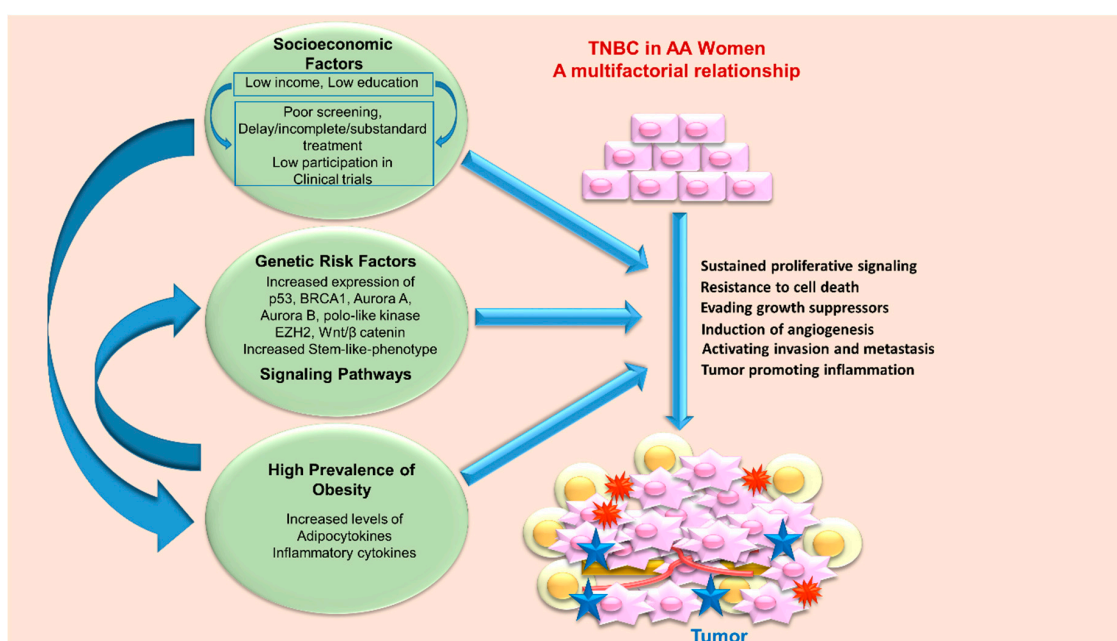 Socioeconomic
Factors
Low income, Low education
Poor screening,
Delay/incomplete/substandard
treatment
Low participation in
Clinical trials
TNBC in AA Women
A multifactorial relationship
Genetic Risk Factors
Increased expression of
p53, BRCA1, Aurora A,
Aurora B, polo-like kinase
EZH2, Wnt/β catenin
Increased Stem-like-phenotype
Signaling Pathways
Sustained proliferative signaling
Resistance to cell death
Evading growth suppressors
Induction of angiogenesis
Activating invasion and metastasis
Tumor promoting inflammation
High Prevalence of
Obesity
Increased levels of
Adipocytokines
Inflammatory cytokines
Tumor